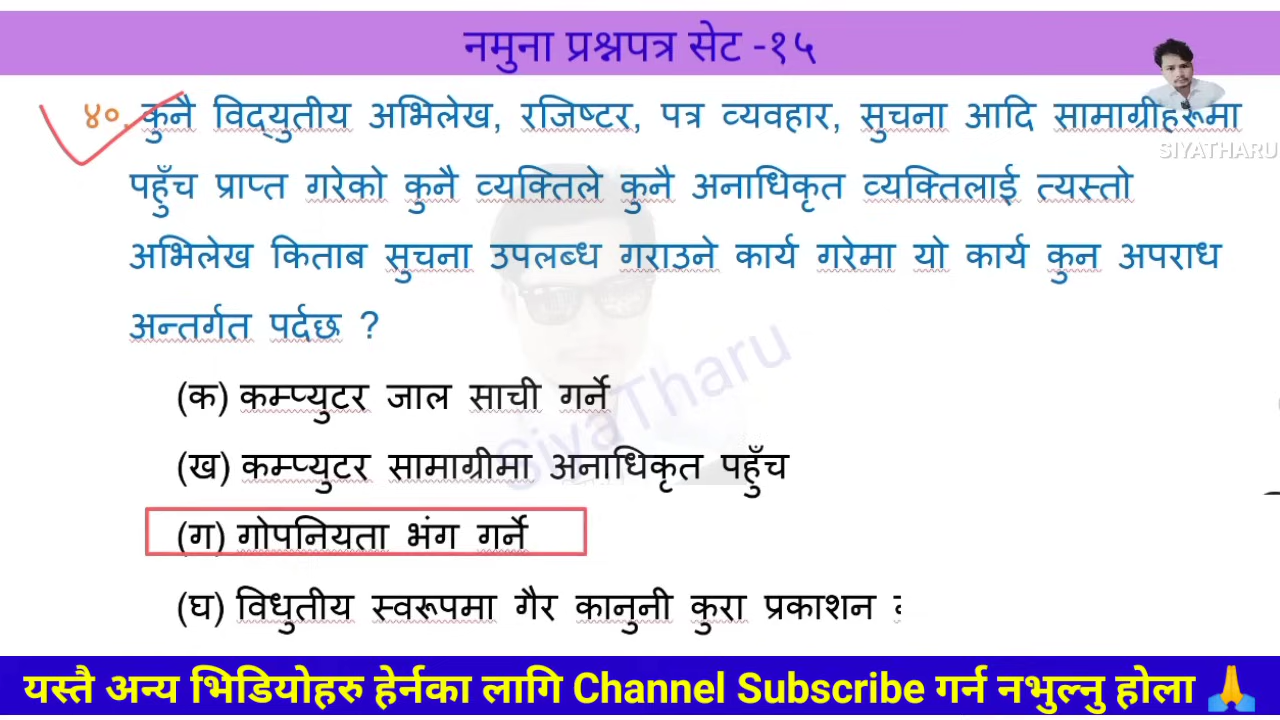 नमुना प्रश्नपत्र सेट -१५
४०. कुनै विद्युतीय अभिलेख, रजिष्टर, पत्र व्यवहार, सुचना आदि सामाग्रीहरूमा
SIYATHARU
पहुँच प्राप्त गरेको कुनै व्यक्तिले कुनै अनाधिकृत व्यक्तिलाई त्यस्तो
अभिलेख किताब सुचना उपलब्ध गराउने कार्य गरेमा यो कार्य कुन अपराध
अन्तर्गत पर्दछ ?
SiyaTharu
(क) कम्प्युटर जाल साची गर्ने
(ख) कम्प्युटर सामाग्रीमा अनाधिकृत पहुँच
(ग) गोपनियता भंग गर्ने
(घ) विधुतीय स्वरूपमा गैर कानुनी कुरा प्रकाशन
यस्तै अन्य भिडियोहरु हेर्नका लागि Channel Subscribe गर्न नभुल्नु होला 🙏